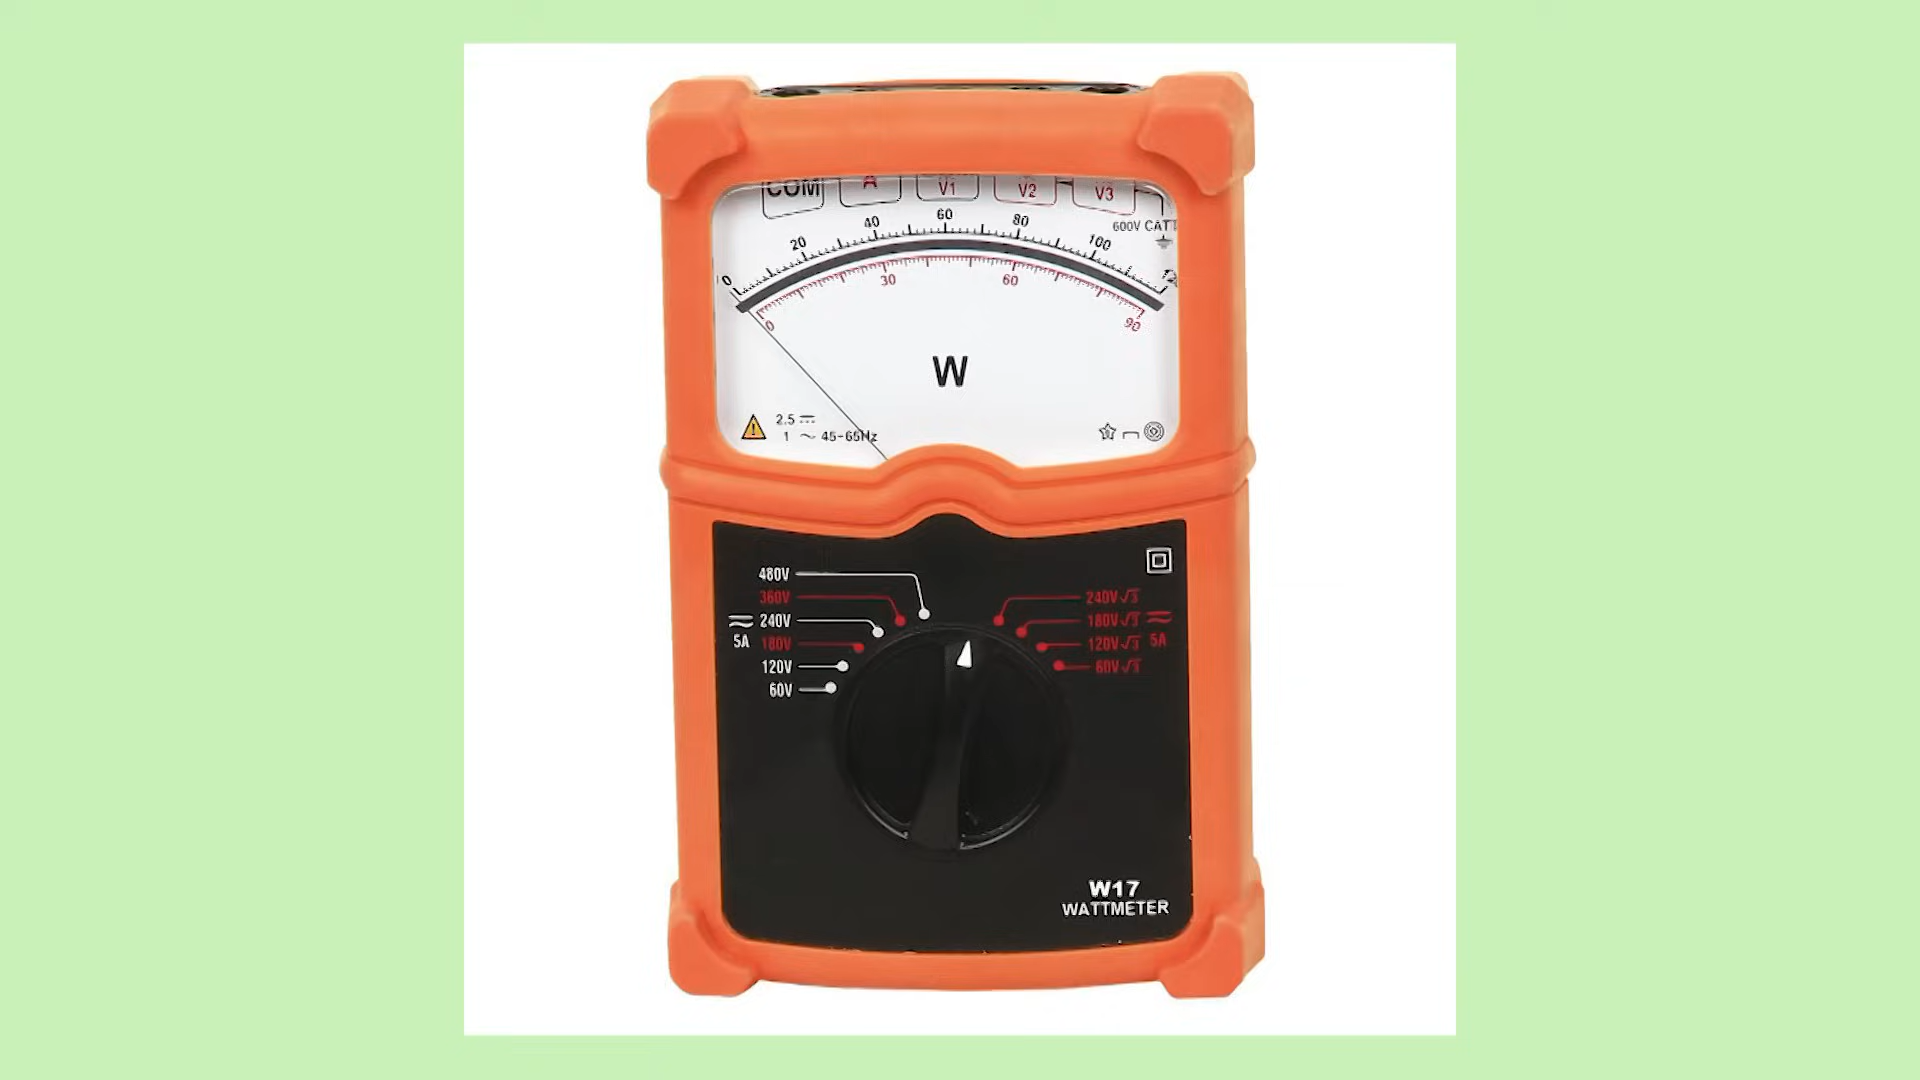 COM A V1 V2 V3
600V CAT
0 20 40 60 80 100 120
0 30 60 90
W
2.5
1 ~ 45-65Hz
480V
360V
240V
180V
120V
60V
5A
240V√3
180V√3
120V√3
60V√3
5A
W17
WATTMETER